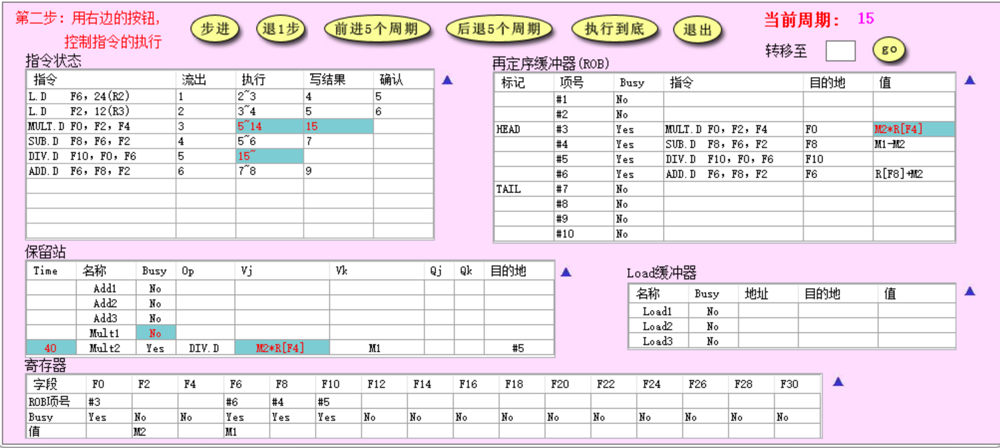 第二步：用右边的按钮，
控制指令的执行
步进 退1步 前进5个周期 后退5个周期 执行到底 退出
当前周期： 15
转移至 go
指令状态
指令 流出 执行 写结果 确认
L.D F6，24(R2) 1 2~3 4 5
L.D F2，12(R3) 2 3~4 5 6
MULT.D F0，F2，F4 3 5~14 15
SUB.D F8，F6，F2 4 5~6 7
DIV.D F10，F0，F6 5 15~
ADD.D F6，F8，F2 6 7~8 9
再定序缓冲器(ROB)
标记 项号 Busy 指令 目的地 值
#1 No
#2 No
HEAD #3 Yes MULT.D F0，F2，F4 F0 M2*R[F4]
#4 Yes SUB.D F8，F6，F2 F8 M1-M2
#5 Yes DIV.D F10，F0，F6 F10
#6 Yes ADD.D F6，F8，F2 F6 R[F8]+M2
TAIL #7 No
#8 No
#9 No
#10 No
保留站
Time 名称 Busy Op Vj Vk Qj Qk 目的地
Add1 No
Add2 No
Add3 No
Mult1 No
40 Mult2 Yes DIV.D M2*R[F4] M1 #5
Load缓冲器
名称 Busy 地址 目的地 值
Load1 No
Load2 No
Load3 No
寄存器
字段 F0 F2 F4 F6 F8 F10 F12 F14 F16 F18 F20 F22 F24 F26 F28 F30
ROB项号 #3 #6 #4 #5
Busy Yes No No Yes Yes Yes No No No No No No No No No No
值 M2 M1